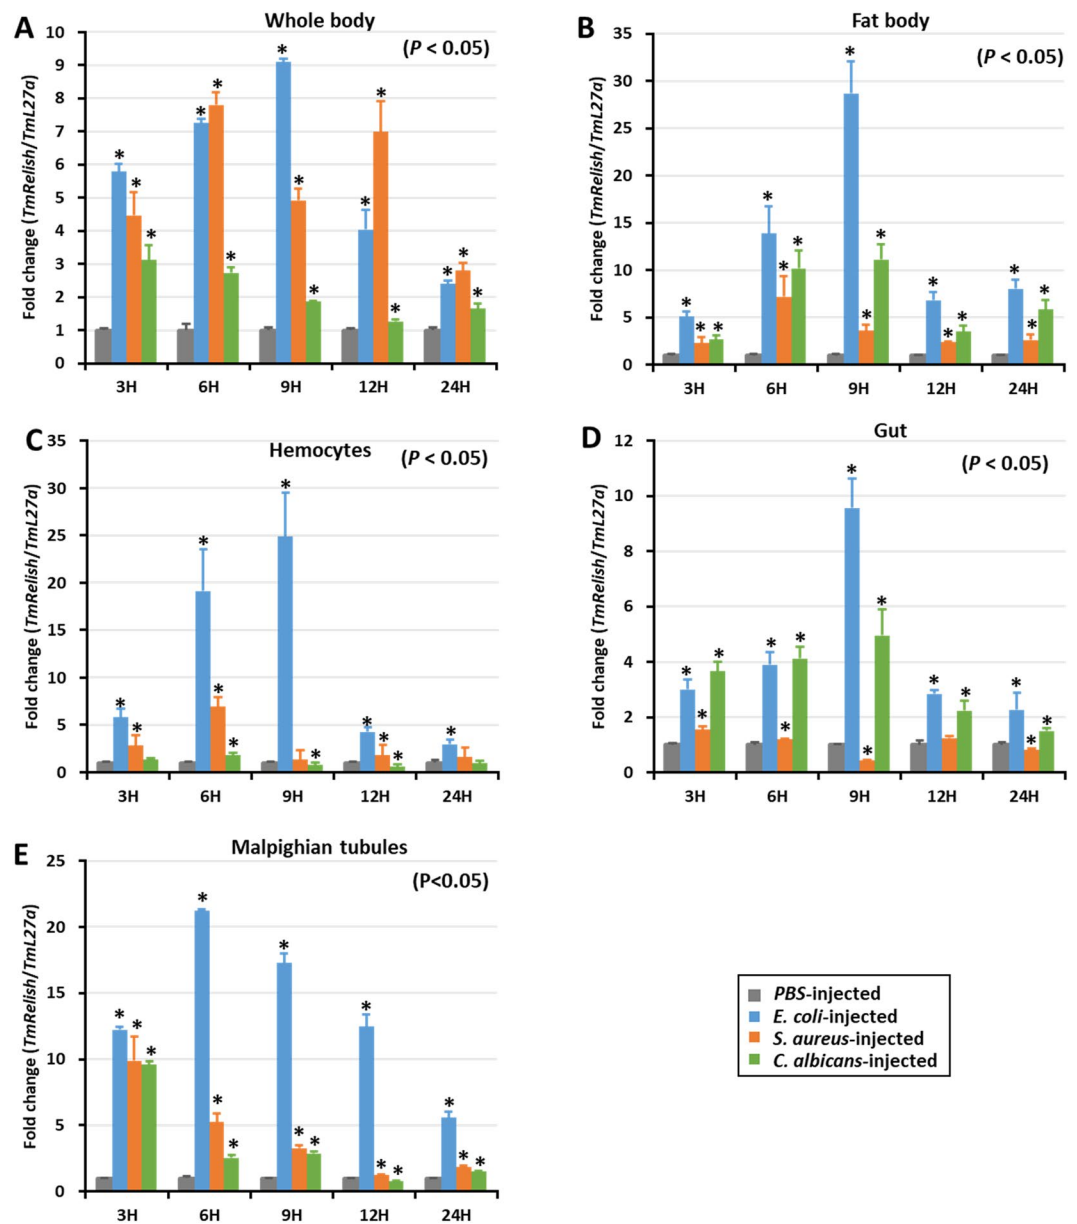 A
Whole body
(P < 0.05)
Fold change (TmRelish/TmL27a)
10
9
8
7
6
5
4
3
2
1
0
* * *
* * *
* * *
* * *
* * *
3H 6H 9H 12H 24H
B
Fat body
(P < 0.05)
Fold change (TmRelish/TmL27a)
35
30
25
20
15
10
5
0
* * *
* * *
* * *
* * *
* * *
3H 6H 9H 12H 24H
C
Hemocytes
(P < 0.05)
Fold change (TmRelish/TmL27a)
35
30
25
20
15
10
5
0
* *
* * *
* *
* * *
*
3H 6H 9H 12H 24H
D
Gut
(P < 0.05)
Fold change (TmRelish/TmL27a)
12
10
8
6
4
2
0
* * *
* * *
* * *
* *
* * *
3H 6H 9H 12H 24H
E
Malpighian tubules
(P<0.05)
Fold change (TmRelish/TmL27a)
25
20
15
10
5
0
* * *
* * *
* * *
* * *
* * *
3H 6H 9H 12H 24H
PBS-injected
E. coli-injected
S. aureus-injected
C. albicans-injected